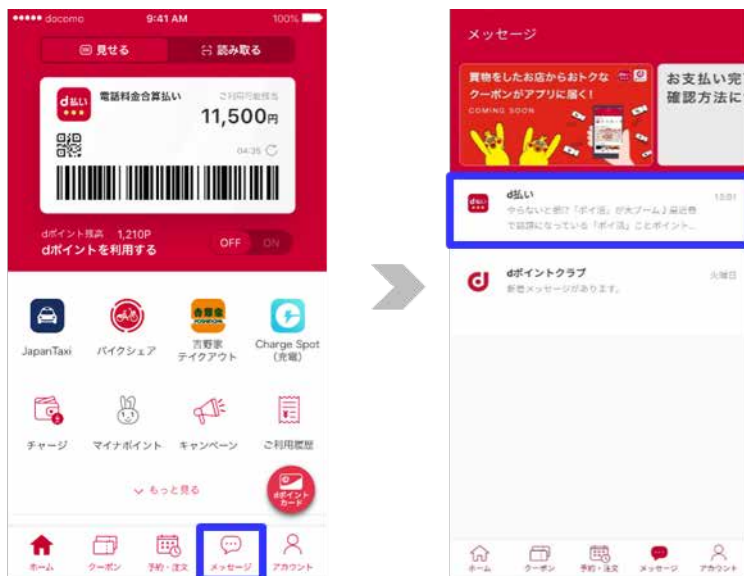 docomo
9:41 AM
100%
見せる
読み取る
d払い
電話料金合算払い
11,500円
04:35
dポイント残高 1,210P
dポイントを利用する
OFF
ON
JapanTaxi
バイクシェア
吉野家
テイクアウト
Charge Spot
(充電)
チャージ
マイナポイント
キャンペーン
ご利用履歴
もっと見る
dポイント
カード
ホーム
クーポン
予約・注文
メッセージ
アカウント
メッセージ
買物をしたお店からおトクな
クーポンがアプリに届く!
COMING SOON
お支払い完
確認方法に
d払い
やらないと損!?「ポイ活」が大ブーム♪最近巷
で話題になっている「ポイ活」ことポイント...
dポイントクラブ
火曜日
新着メッセージがあります。
ホーム
クーポン
予約・注文
メッセージ
アカウント